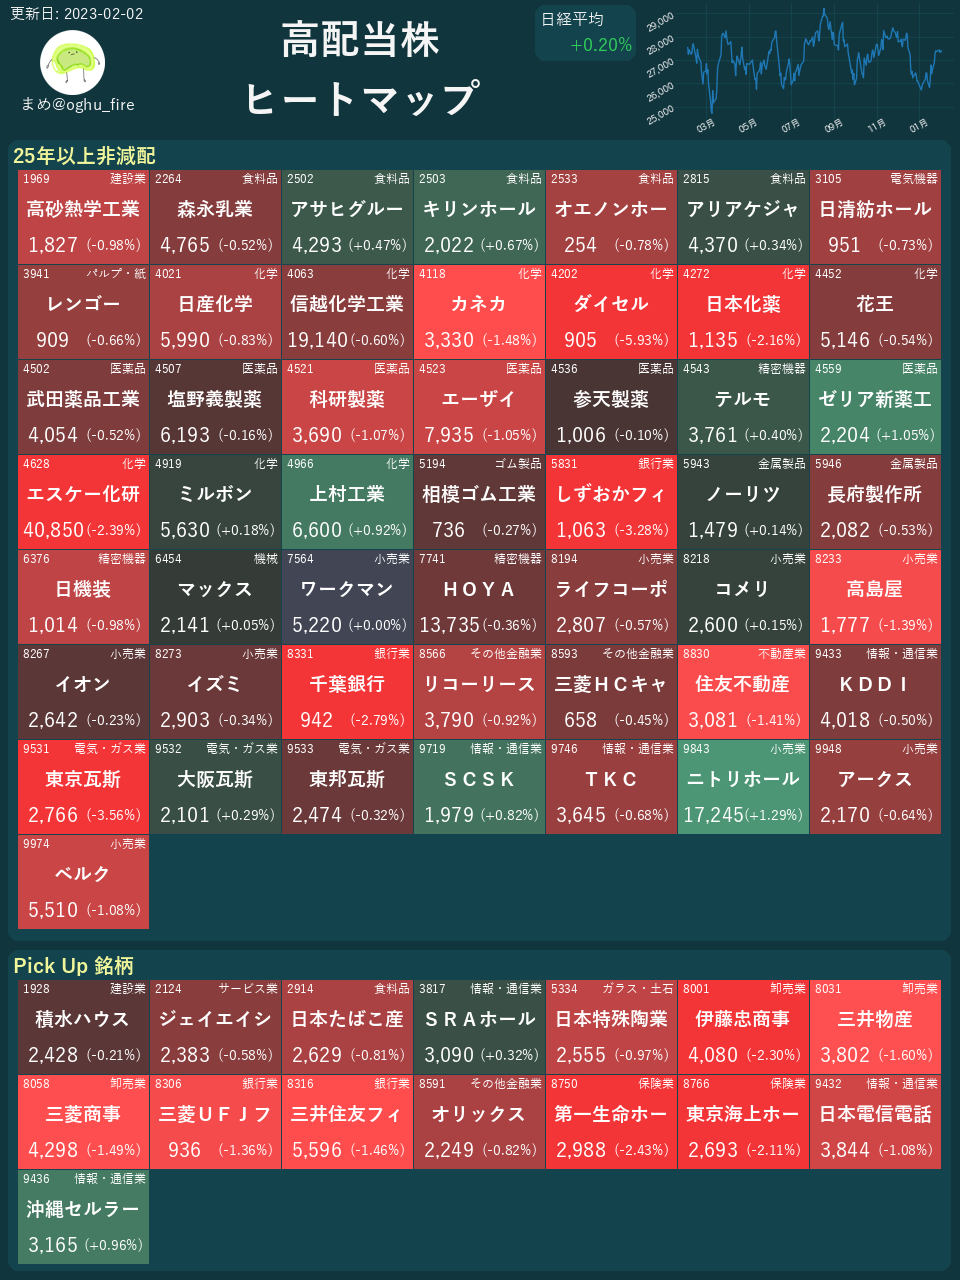 更新日: 2023-02-02
まめ@oghu_fire
高配当株
ヒートマップ
日経平均
+0.20%
29,000
28,000
27,000
26,000
25,000
03月 05月 07月 09月 11月 01月
25年以上非減配
1969 建設業 2264 食料品 2502 食料品 2503 食料品 2533 食料品 2815 食料品 3105 電気機器
高砂熱学工業 森永乳業 アサヒグルー キリンホール オエノンホー アリアケジャ 日清紡ホール
1,827 (-0.98%) 4,765 (-0.52%) 4,293 (+0.47%) 2,022 (+0.67%) 254 (-0.78%) 4,370 (+0.34%) 951 (-0.73%)
3941 パルプ・紙 4021 化学 4063 化学 4118 化学 4202 化学 4272 化学 4452 化学
レンゴー 日産化学 信越化学工業 カネカ ダイセル 日本化薬 花王
909 (-0.66%) 5,990 (-0.83%) 19,140 (-0.60%) 3,330 (-1.48%) 905 (-5.93%) 1,135 (-2.16%) 5,146 (-0.54%)
4502 医薬品 4507 医薬品 4521 医薬品 4523 医薬品 4536 医薬品 4543 精密機器 4559 医薬品
武田薬品工業 塩野義製薬 科研製薬 エーザイ 参天製薬 テルモ ゼリア新薬工
4,054 (-0.52%) 6,193 (-0.16%) 3,690 (-1.07%) 7,935 (-1.05%) 1,006 (-0.10%) 3,761 (+0.40%) 2,204 (+1.05%)
4628 化学 4919 化学 4966 化学 5194 ゴム製品 5831 銀行業 5943 金属製品 5946 金属製品
エスケー化研 ミルボン 上村工業 相模ゴム工業 しずおかフィ ノーリツ 長府製作所
40,850 (-2.39%) 5,630 (+0.18%) 6,600 (+0.92%) 736 (-0.27%) 1,063 (-3.28%) 1,479 (+0.14%) 2,082 (-0.53%)
6376 精密機器 6454 機械 7564 小売業 7741 精密機器 8194 小売業 8218 小売業 8233 小売業
日機装 マックス ワークマン ＨＯＹＡ ライフコーポ コメリ 高島屋
1,014 (-0.98%) 2,141 (+0.05%) 5,220 (+0.00%) 13,735 (-0.36%) 2,807 (-0.57%) 2,600 (+0.15%) 1,777 (-1.39%)
8267 小売業 8273 小売業 8331 銀行業 8566 その他金融業 8593 その他金融業 8830 不動産業 9433 情報・通信業
イオン イズミ 千葉銀行 リコーリース 三菱ＨＣキャ 住友不動産 ＫＤＤＩ
2,642 (-0.23%) 2,903 (-0.34%) 942 (-2.79%) 3,790 (-0.92%) 658 (-0.45%) 3,081 (-1.41%) 4,018 (-0.50%)
9531 電気・ガス業 9532 電気・ガス業 9533 電気・ガス業 9719 情報・通信業 9746 情報・通信業 9843 小売業 9948 小売業
東京瓦斯 大阪瓦斯 東邦瓦斯 ＳＣＳＫ ＴＫＣ ニトリホール アークス
2,766 (-3.56%) 2,101 (+0.29%) 2,474 (-0.32%) 1,979 (+0.82%) 3,645 (-0.68%) 17,245 (+1.29%) 2,170 (-0.64%)
9974 小売業
ベルク
5,510 (-1.08%)
Pick Up 銘柄
1928 建設業 2124 サービス業 2914 食料品 3817 情報・通信業 5334 ガラス・土石 8001 卸売業 8031 卸売業
積水ハウス ジェイエイシ 日本たばこ産 ＳＲＡホール 日本特殊陶業 伊藤忠商事 三井物産
2,428 (-0.21%) 2,383 (-0.58%) 2,629 (-0.81%) 3,090 (+0.32%) 2,555 (-0.97%) 4,080 (-2.30%) 3,802 (-1.60%)
8058 卸売業 8306 銀行業 8316 銀行業 8591 その他金融業 8750 保険業 8766 保険業 9432 情報・通信業
三菱商事 三菱ＵＦＪフ 三井住友フィ オリックス 第一生命ホー 東京海上ホー 日本電信電話
4,298 (-1.49%) 936 (-1.36%) 5,596 (-1.46%) 2,249 (-0.82%) 2,988 (-2.43%) 2,693 (-2.11%) 3,844 (-1.08%)
9436 情報・通信業
沖縄セルラー
3,165 (+0.96%)